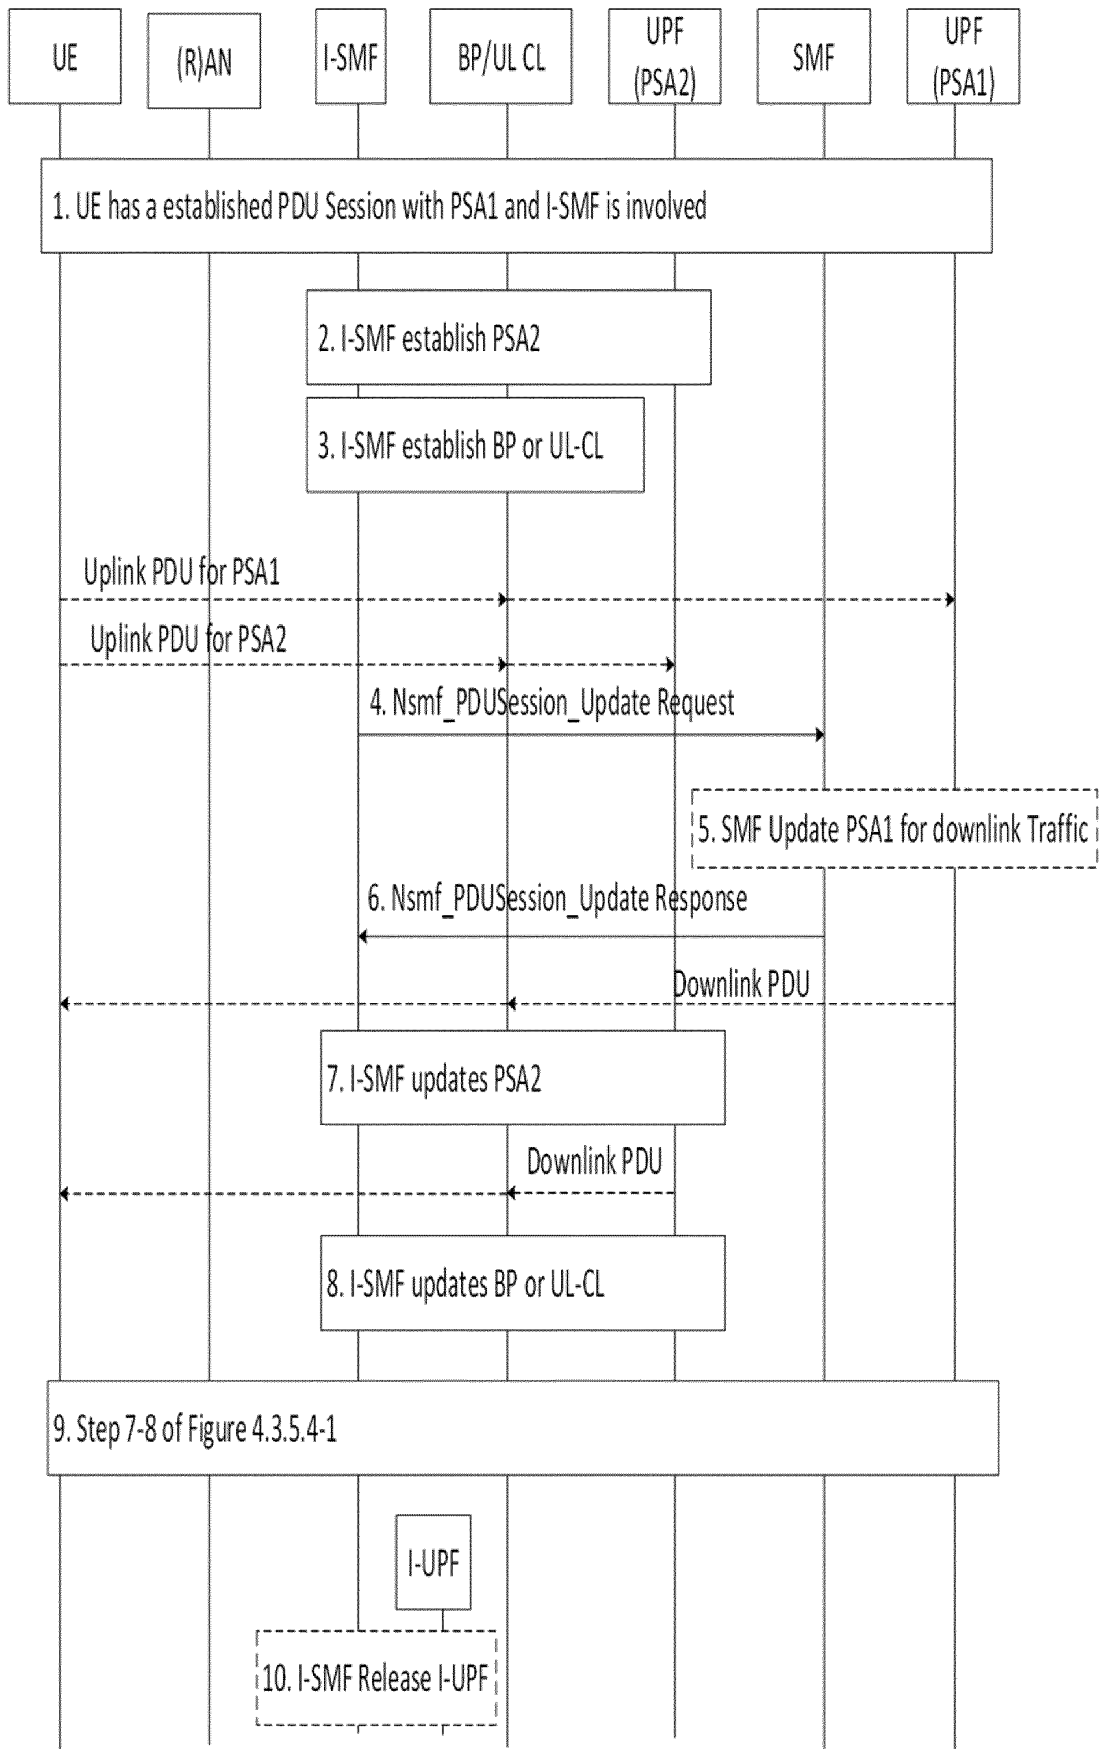 UE
(R)AN
I-SMF
BP/UL CL
UPF
(PSA2)
SMF
UPF
(PSA1)
1. UE has a established PDU Session with PSA1 and I-SMF is involved
2. I-SMF establish PSA2
3. I-SMF establish BP or UL-CL
Uplink PDU for PSA1
Uplink PDU for PSA2
4. Nsmf_PDUSession_Update Request
5. SMF Update PSA1 for downlink Traffic
6. Nsmf_PDUSession_Update Response
Downlink PDU
7. I-SMF updates PSA2
Downlink PDU
8. I-SMF updates BP or UL-CL
9. Step 7-8 of Figure 4.3.5.4-1
I-UPF
10. I-SMF Release I-UPF